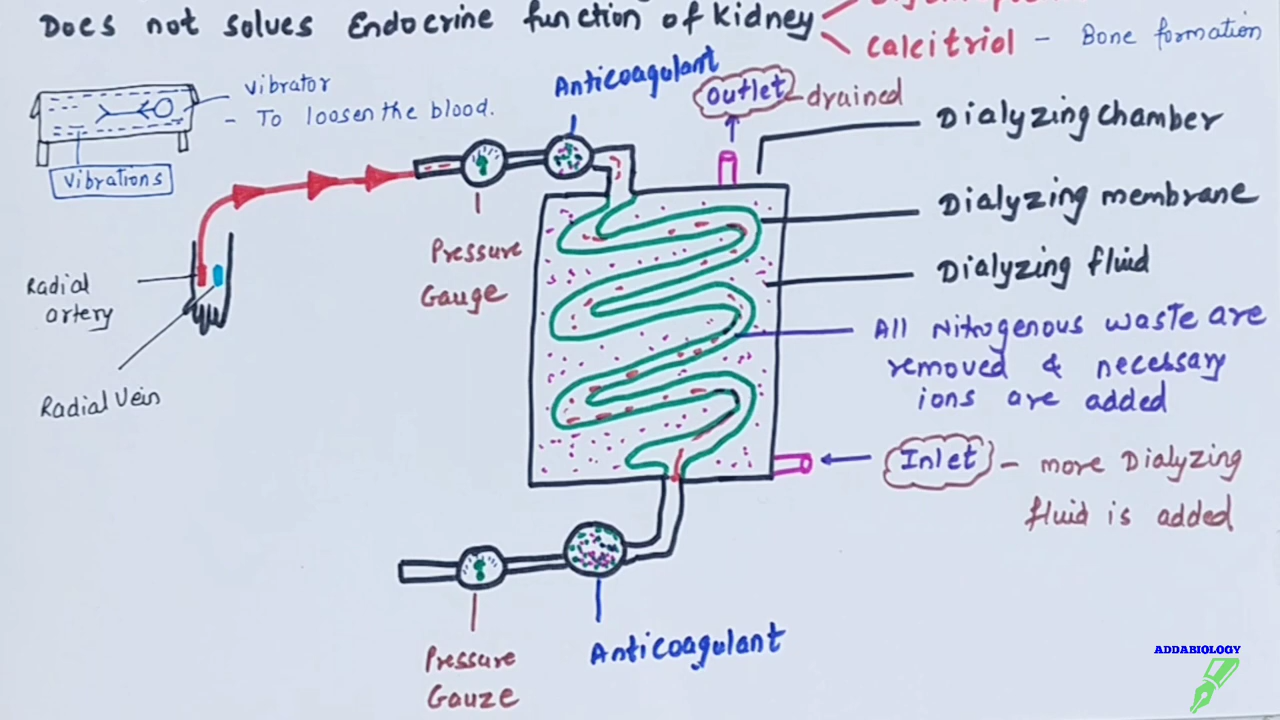 Does not solves Endocrine function of Kidney
Calcitriol - Bone formation
Vibrator
- To loosen the blood.
Vibrations
Anticoagulant
Outlet - drained
Dialyzing chamber
Dialyzing membrane
Dialyzing fluid
Pressure
Gauge
Radial
artery
Radial Vein
All Nitrogenous waste are
removed & necessary
ions are added
Inlet - more Dialyzing
fluid is added
Pressure
Gauze
Anticoagulant
ADDABIOLOGY